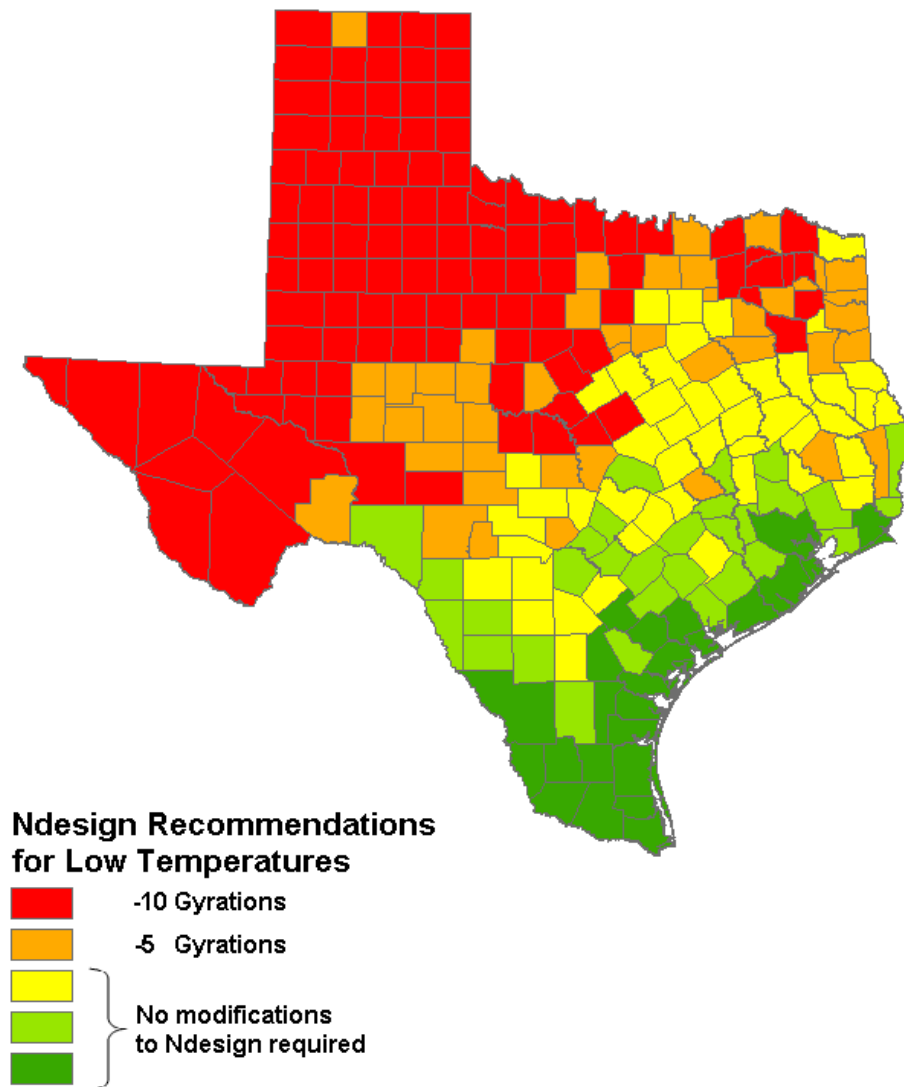 Ndesign Recommendations
for Low Temperatures
-10 Gyrations
-5 Gyrations
No modifications
to Ndesign required